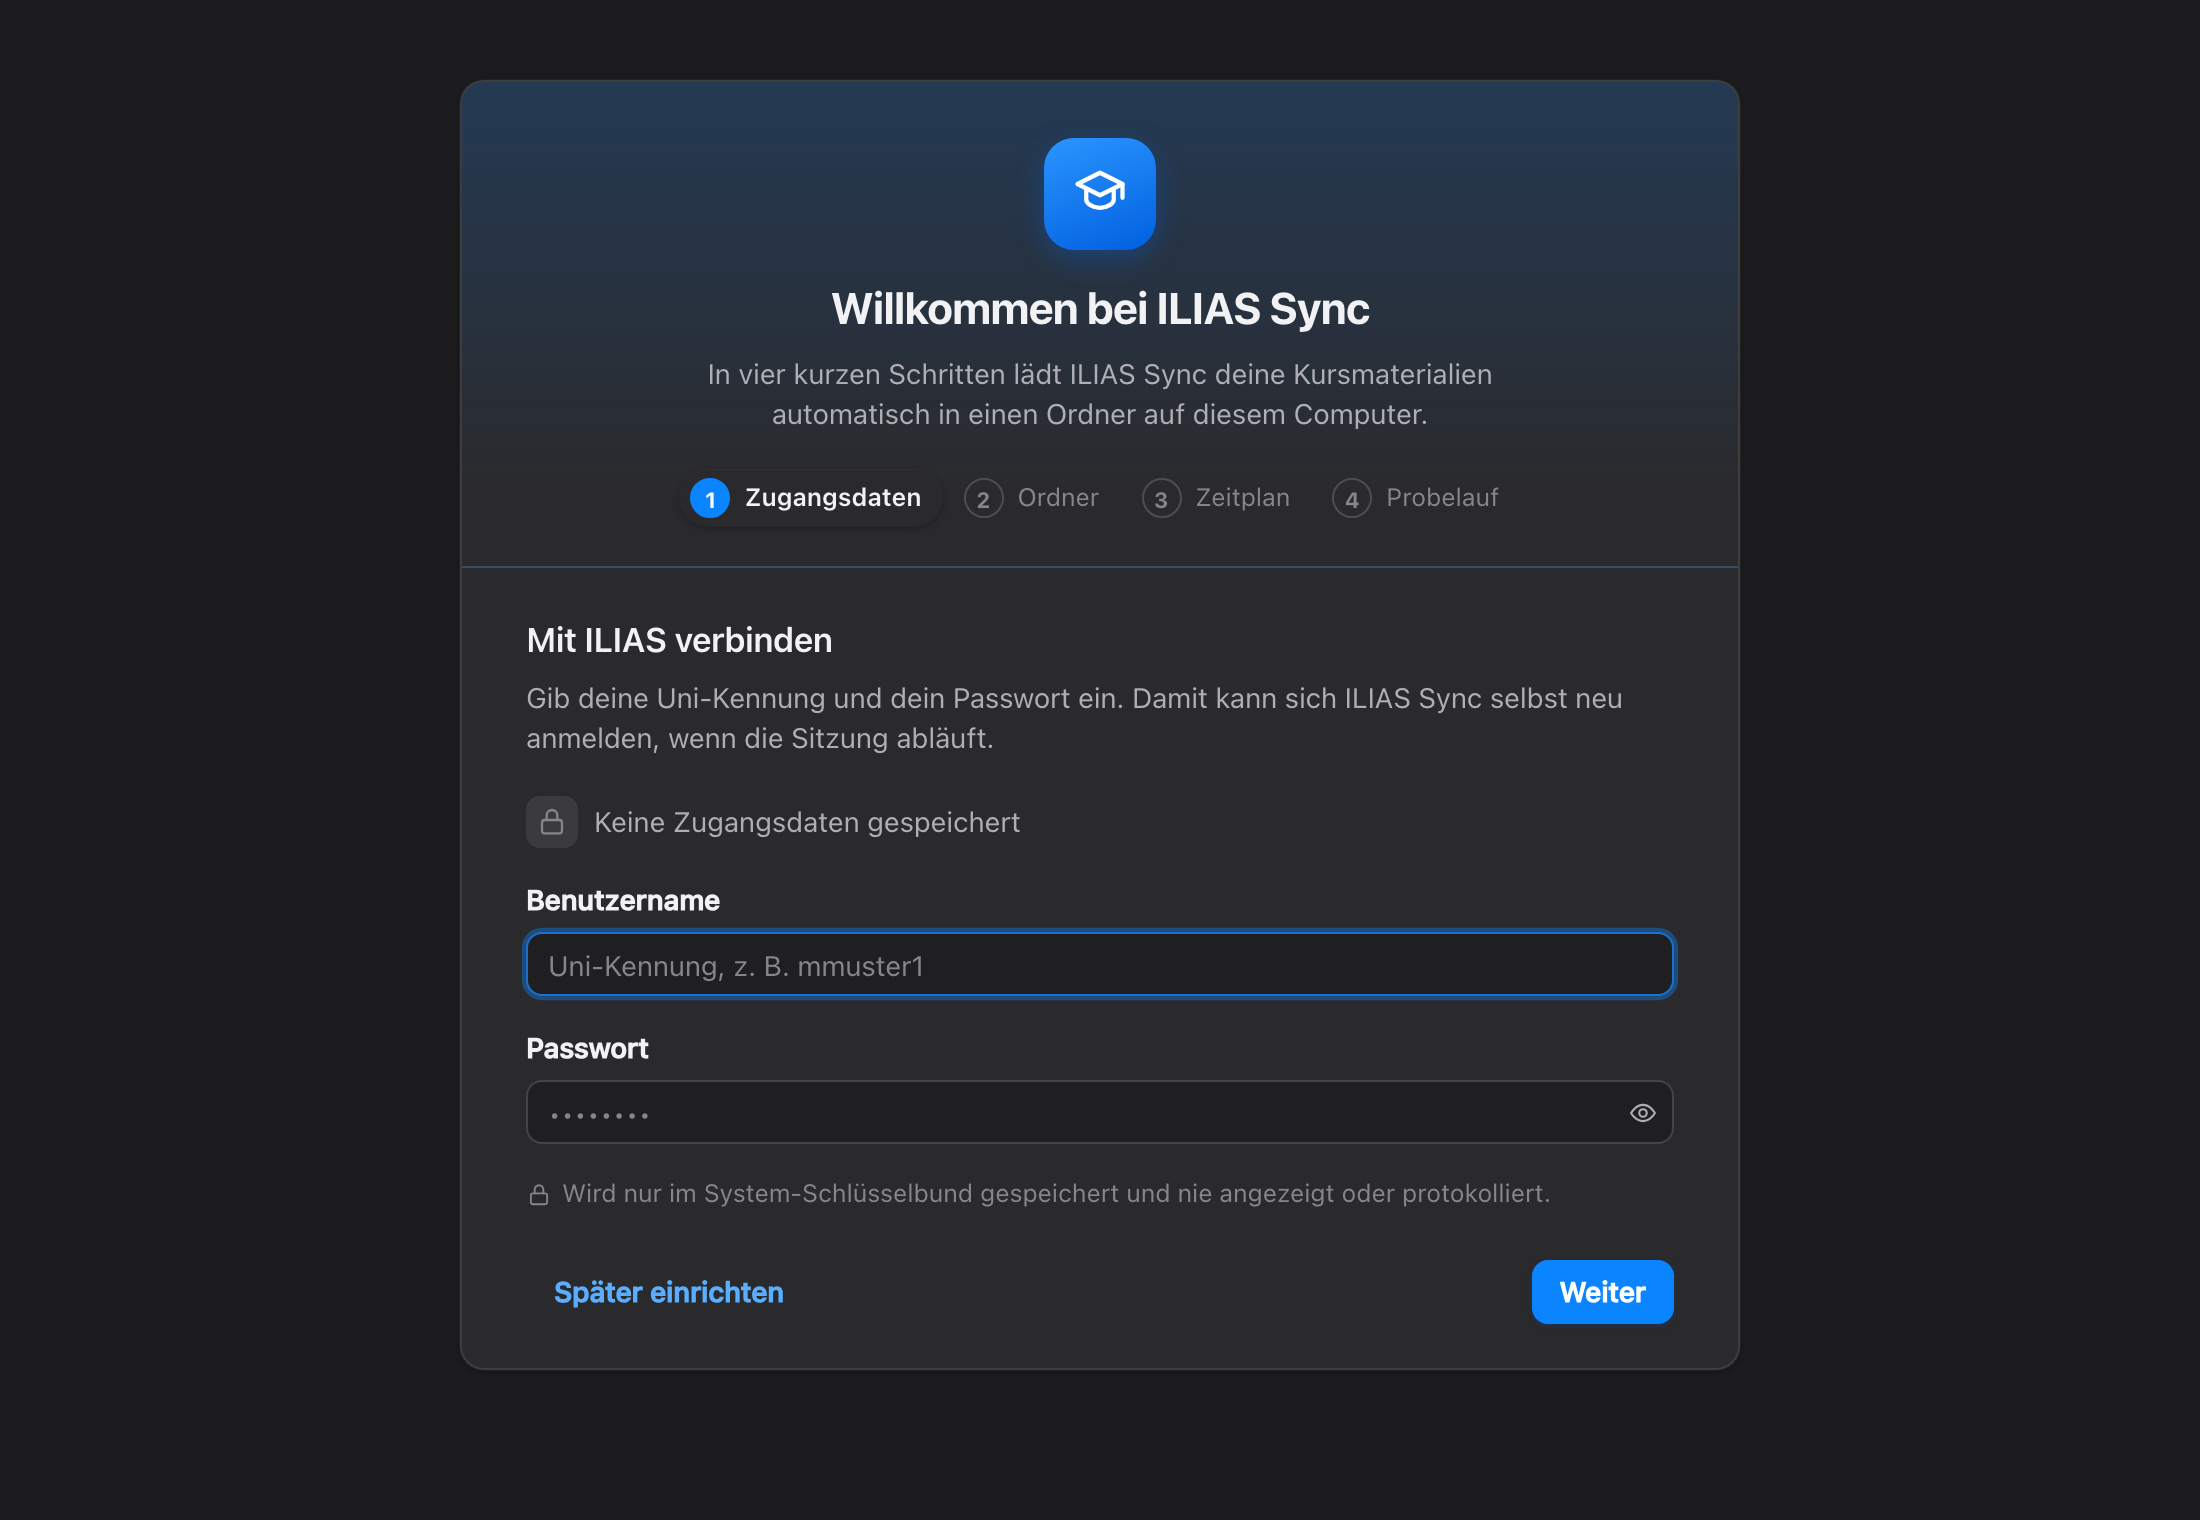 Willkommen bei ILIAS Sync
In vier kurzen Schritten lädt ILIAS Sync deine Kursmaterialien
automatisch in einen Ordner auf diesem Computer.
1 Zugangsdaten 2 Ordner 3 Zeitplan 4 Probelauf
Mit ILIAS verbinden
Gib deine Uni-Kennung und dein Passwort ein. Damit kann sich ILIAS Sync selbst neu
anmelden, wenn die Sitzung abläuft.
Keine Zugangsdaten gespeichert
Benutzername
Uni-Kennung, z. B. mmuster1
Passwort
••••••••
Wird nur im System-Schlüsselbund gespeichert und nie angezeigt oder protokolliert.
Später einrichten Weiter